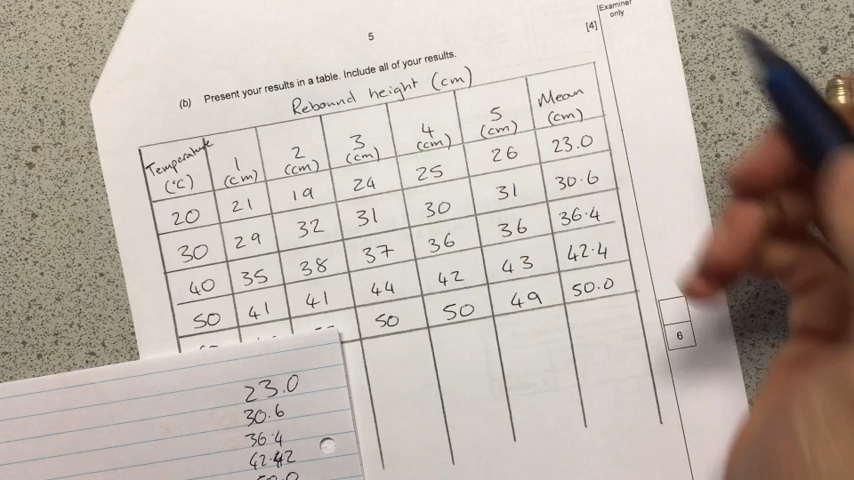 Examiner
only
[4]
5
(b) Present your results in a table. Include all of your results.
Rebound height (cm)
Temperature (°C) 1 (cm) 2 (cm) 3 (cm) 4 (cm) 5 (cm) Mean (cm)
20 21 19 24 25 26 23.0
30 29 32 31 30 31 30.6
40 35 38 37 36 36 36.4
50 41 41 44 42 43 42.4
50 50 49 50.0
6
23.0
30.6
36.4